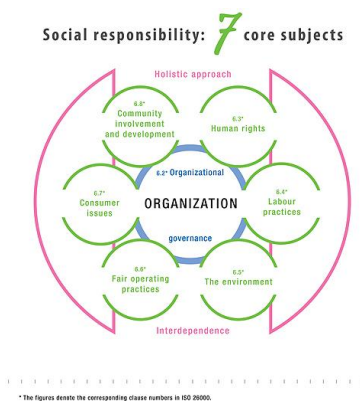 Social responsibility: 7 core subjects
Holistic approach
6.8*
Community
involvement
and development
6.3*
Human rights
6.2* Organizational
6.7*
Consumer
issues
ORGANIZATION
6.4*
Labour
practices
governance
6.6*
Fair operating
practices
6.5*
The environment
Interdependence
* The figures denote the corresponding clause numbers in ISO 26000.